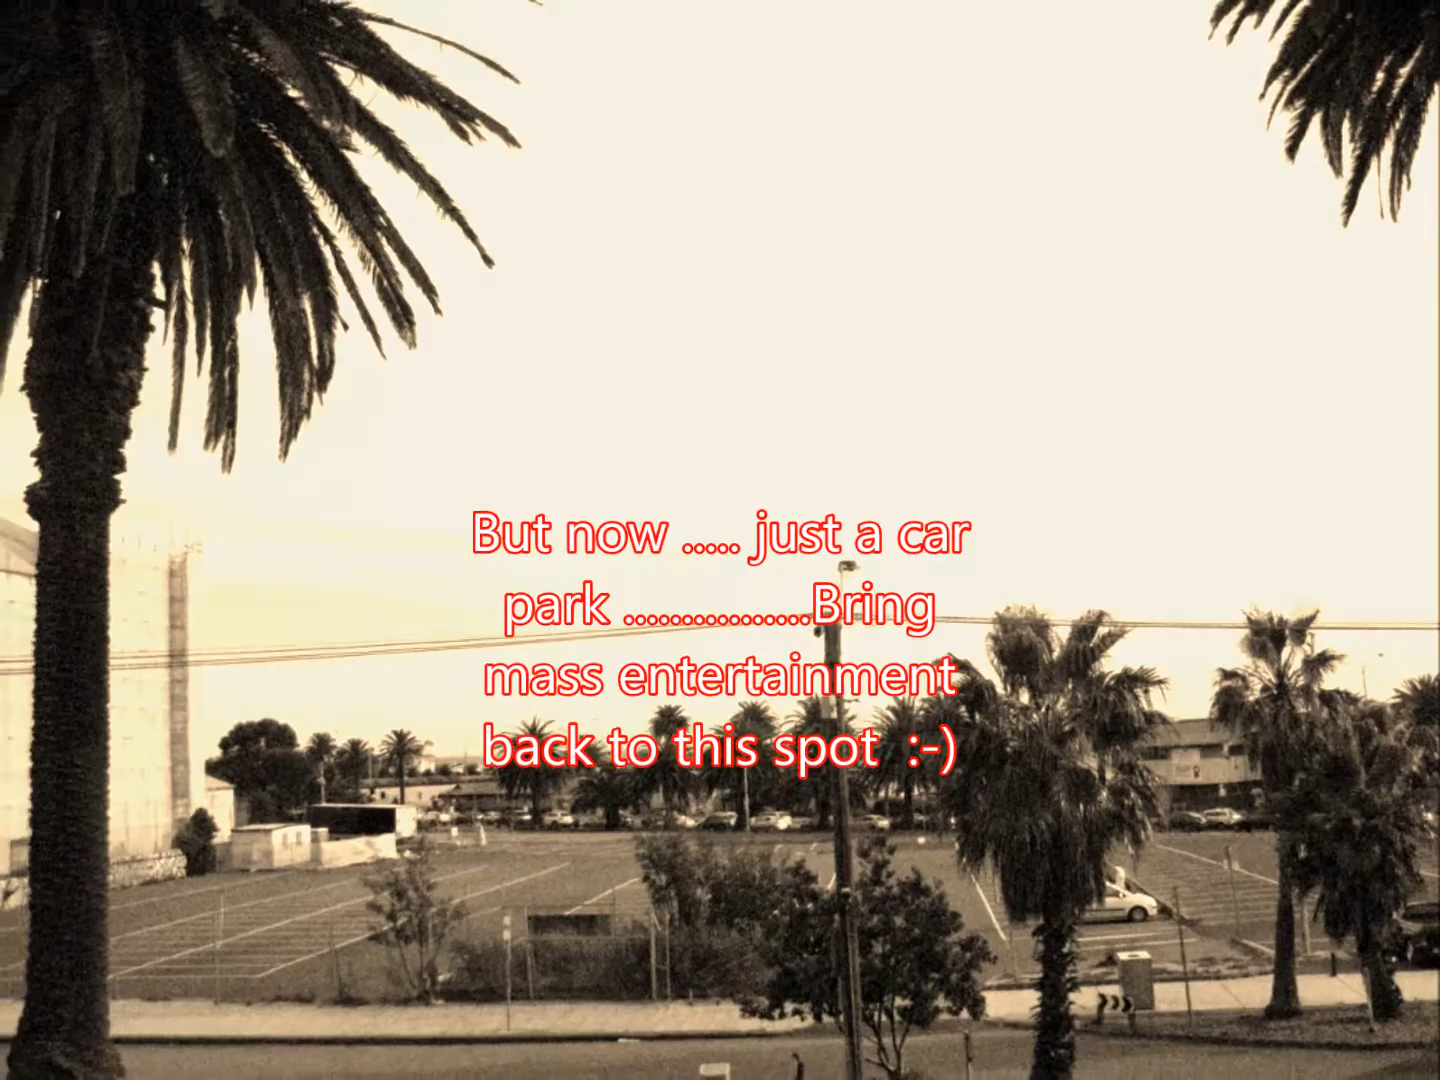 But now ..... just a car
park ................Bring
mass entertainment
back to this spot  :-)